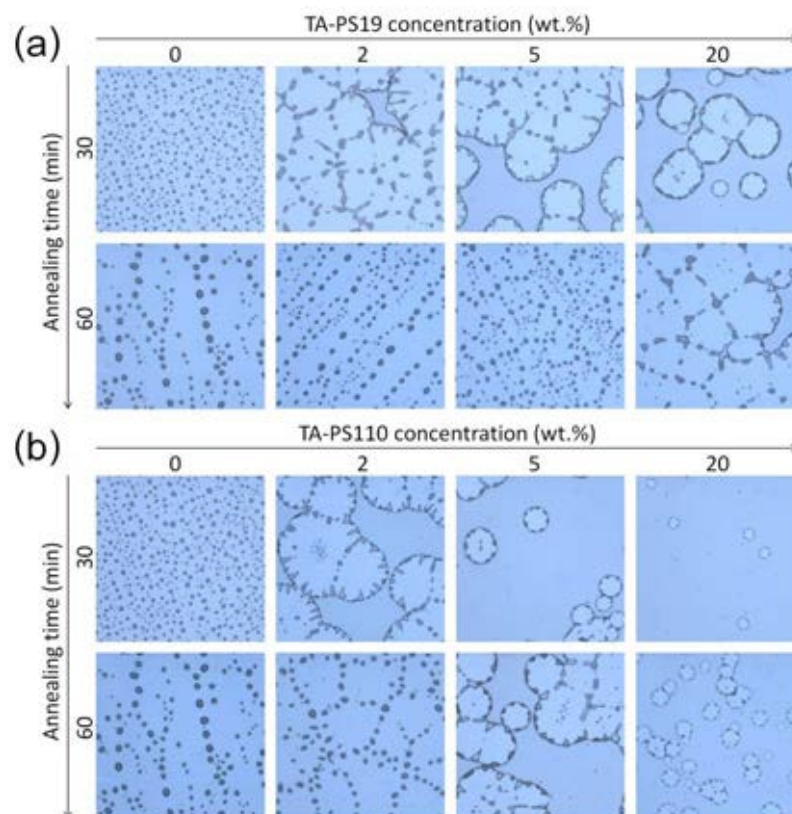 (a)
TA-PS19 concentration (wt.%)
0 2 5 20
Annealing time (min)
30
60
(b)
TA-PS110 concentration (wt.%)
0 2 5 20
Annealing time (min)
30
60